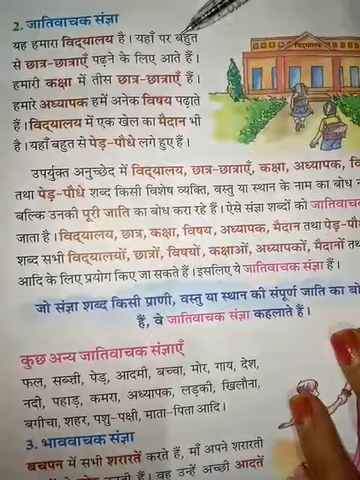 2. जातिवाचक संज्ञा
यह हमारा विद्यालय है। यहाँ पर बहुत
से छात्र-छात्राएँ पढ़ने के लिए आते हैं।
हमारी कक्षा में तीस छात्र-छात्राएँ हैं।
हमारे अध्यापक हमें अनेक विषय पढ़ाते
हैं। विद्यालय में एक खेल का मैदान भी
है। यहाँ बहुत से पेड़-पौधे लगे हुए हैं।
विद्यालय
उपर्युक्त अनुच्छेद में विद्यालय, छात्र-छात्राएँ, कक्षा, अध्यापक,
तथा पेड़-पौधे शब्द किसी विशेष व्यक्ति, वस्तु या स्थान के नाम का बोध
बल्कि उनकी पूरी जाति का बोध करा रहे हैं। ऐसे संज्ञा शब्दों को
जाता है। विद्यालय, छात्र, कक्षा, विषय, अध्यापक, मैदान तथा
शब्द सभी विद्यालयों, छात्रों, विषयों, कक्षाओं, अध्यापकों, मैदानों
आदि के लिए प्रयोग किए जा सकते हैं। इसलिए ये जातिवाचक संज्ञा हैं।
जो संज्ञा शब्द किसी प्राणी, वस्तु या स्थान की संपूर्ण जाति का
हैं, वे जातिवाचक संज्ञा कहलाते हैं।
कुछ अन्य जातिवाचक संज्ञाएँ
फल, सब्ज़ी, पेड़, आदमी, बच्चा, मोर, गाय, देश,
नदी, पहाड़, कमरा, अध्यापक, लड़की, खिलौना,
बगीचा, शहर, पशु-पक्षी, माता-पिता आदि।
3. भाववाचक संज्ञा
बचपन में सभी शरारतें करते हैं, माँ अपने शरारती
वह उन्हें अच्छी आदतें